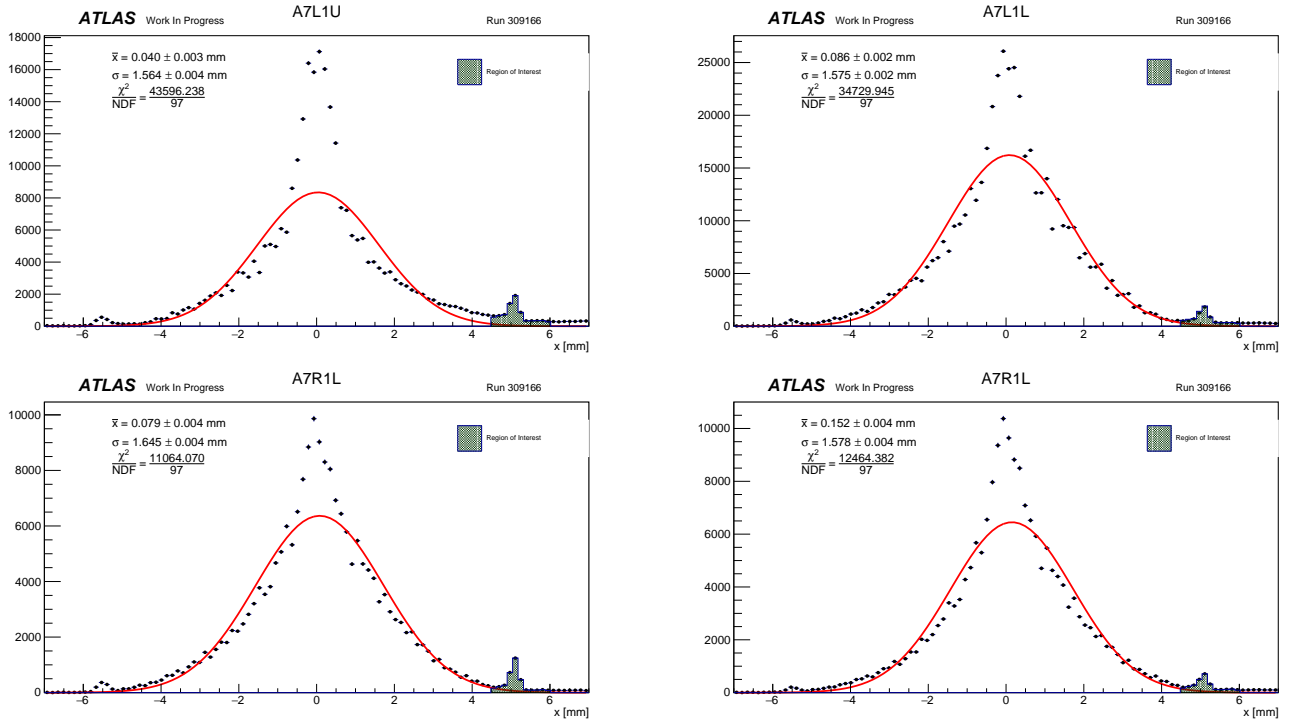 ATLAS Work In Progress A7L1U Run 309166
x̄ = 0.040 ± 0.003 mm
σ = 1.564 ± 0.004 mm
χ²/NDF = 43596.238/97
Region of Interest
18000
16000
14000
12000
10000
8000
6000
4000
2000
0
−6 −4 −2 0 2 4 6
x [mm]
ATLAS Work In Progress A7L1L Run 309166
x̄ = 0.086 ± 0.002 mm
σ = 1.575 ± 0.002 mm
χ²/NDF = 34729.945/97
Region of Interest
25000
20000
15000
10000
5000
0
−6 −4 −2 0 2 4 6
x [mm]
ATLAS Work In Progress A7R1L Run 309166
x̄ = 0.079 ± 0.004 mm
σ = 1.645 ± 0.004 mm
χ²/NDF = 11064.070/97
Region of Interest
10000
8000
6000
4000
2000
0
−6 −4 −2 0 2 4 6
x [mm]
ATLAS Work In Progress A7R1L Run 309166
x̄ = 0.152 ± 0.004 mm
σ = 1.578 ± 0.004 mm
χ²/NDF = 12464.382/97
Region of Interest
10000
8000
6000
4000
2000
0
−6 −4 −2 0 2 4 6
x [mm]